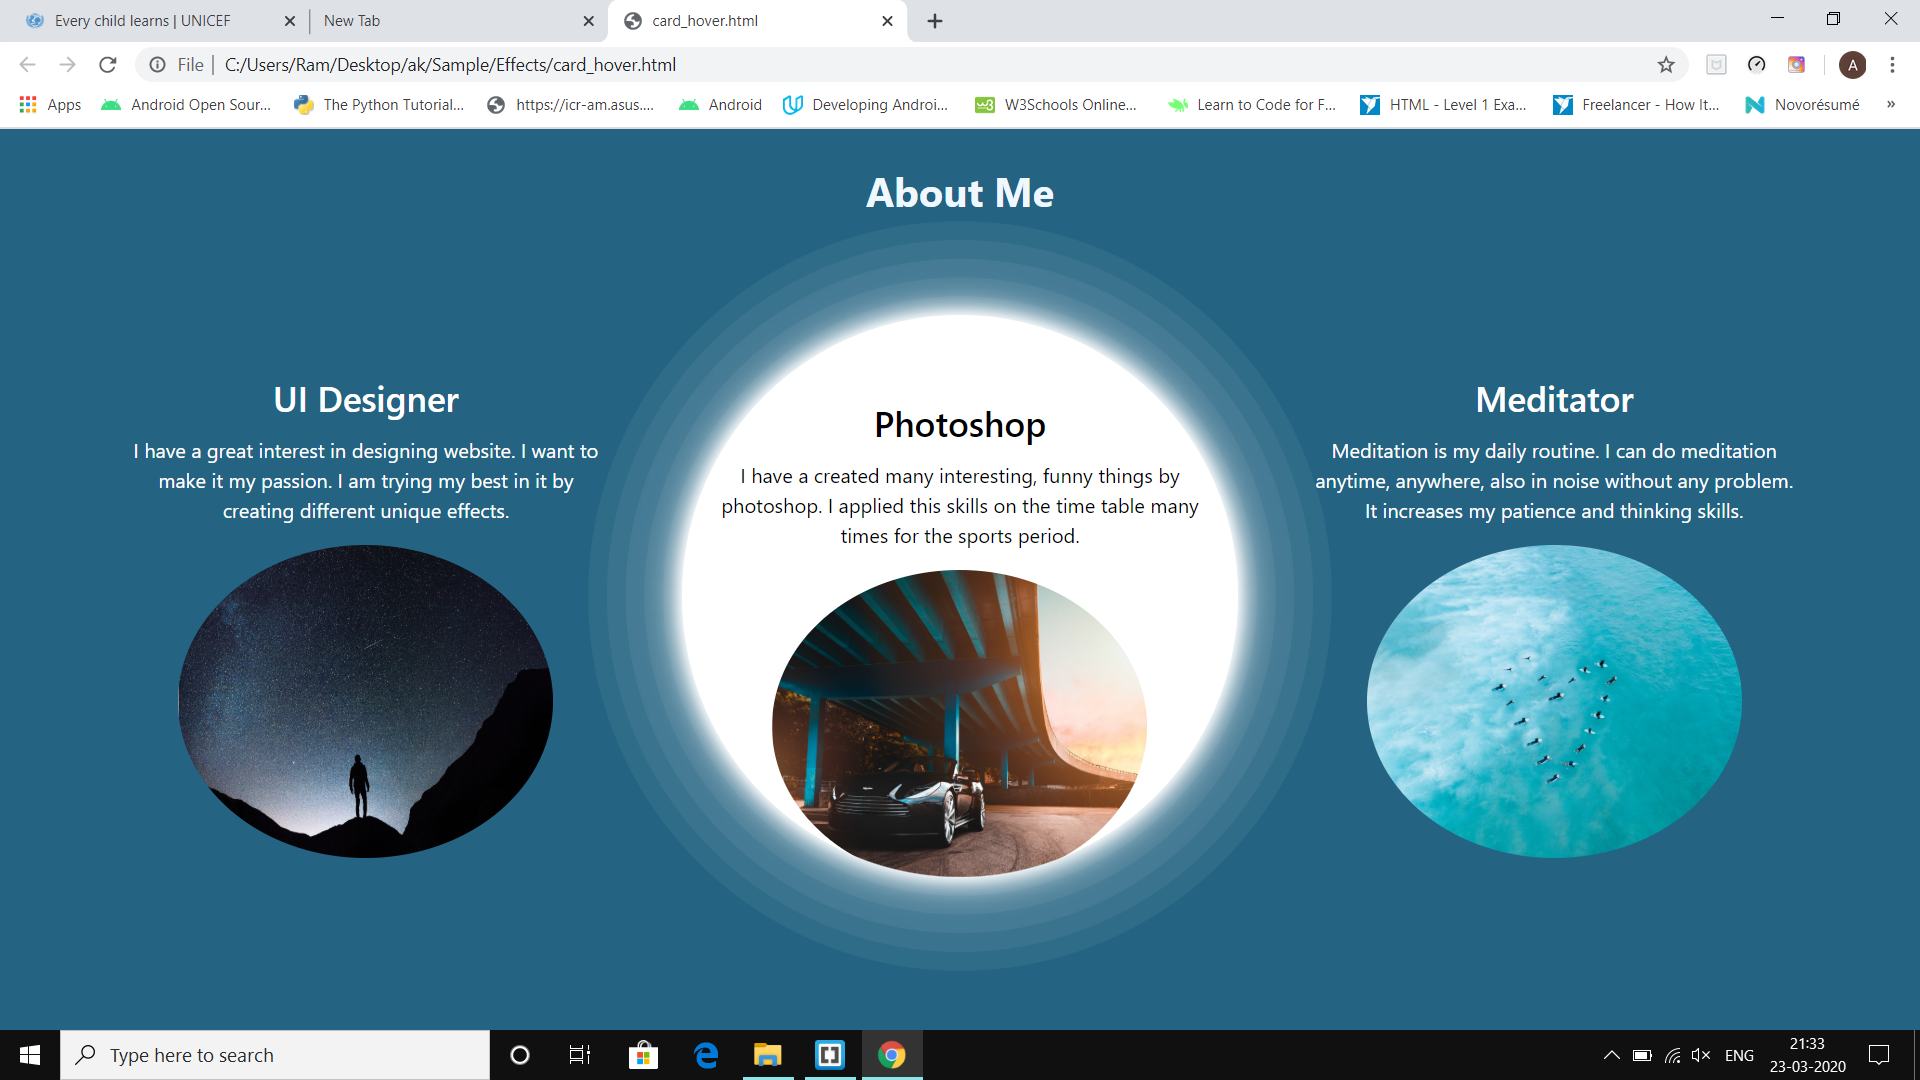 Every child learns | UNICEF
New Tab
card_hover.html
File | C:/Users/Ram/Desktop/ak/Sample/Effects/card_hover.html
A
Apps
Android Open Sour...
The Python Tutorial...
https://icr-am.asus....
Android
Developing Androi...
W3Schools Online...
Learn to Code for F...
HTML - Level 1 Exa...
Freelancer - How It...
Novorésumé
»
About Me
UI Designer
I have a great interest in designing website. I want to
make it my passion. I am trying my best in it by
creating different unique effects.
Photoshop
I have a created many interesting, funny things by
photoshop. I applied this skills on the time table many
times for the sports period.
Meditator
Meditation is my daily routine. I can do meditation
anytime, anywhere, also in noise without any problem.
It increases my patience and thinking skills.
Type here to search
ENG
21:33
23-03-2020